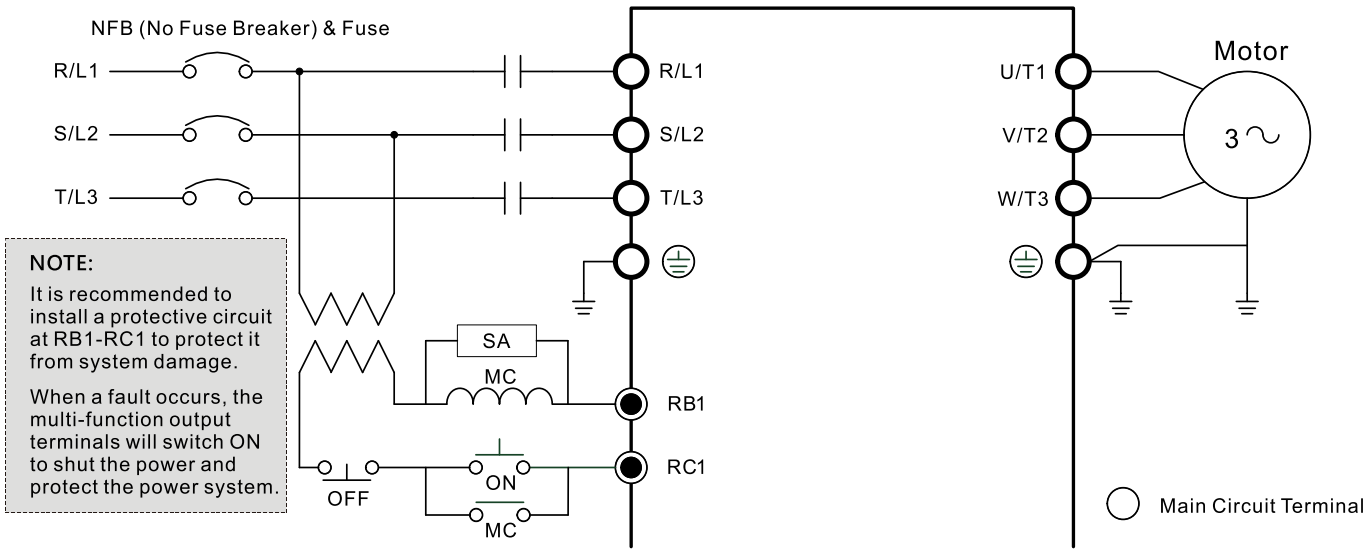 NFB (No Fuse Breaker) & Fuse
R/L1
R/L1
U/T1
Motor
S/L2
S/L2
V/T2
3
T/L3
T/L3
W/T3
NOTE:
It is recommended to
install a protective circuit
at RB1-RC1 to protect it
from system damage.
When a fault occurs, the
multi-function output
terminals will switch ON
to shut the power and
protect the power system.
SA
MC
RB1
RC1
OFF
ON
MC
Main Circuit Terminal